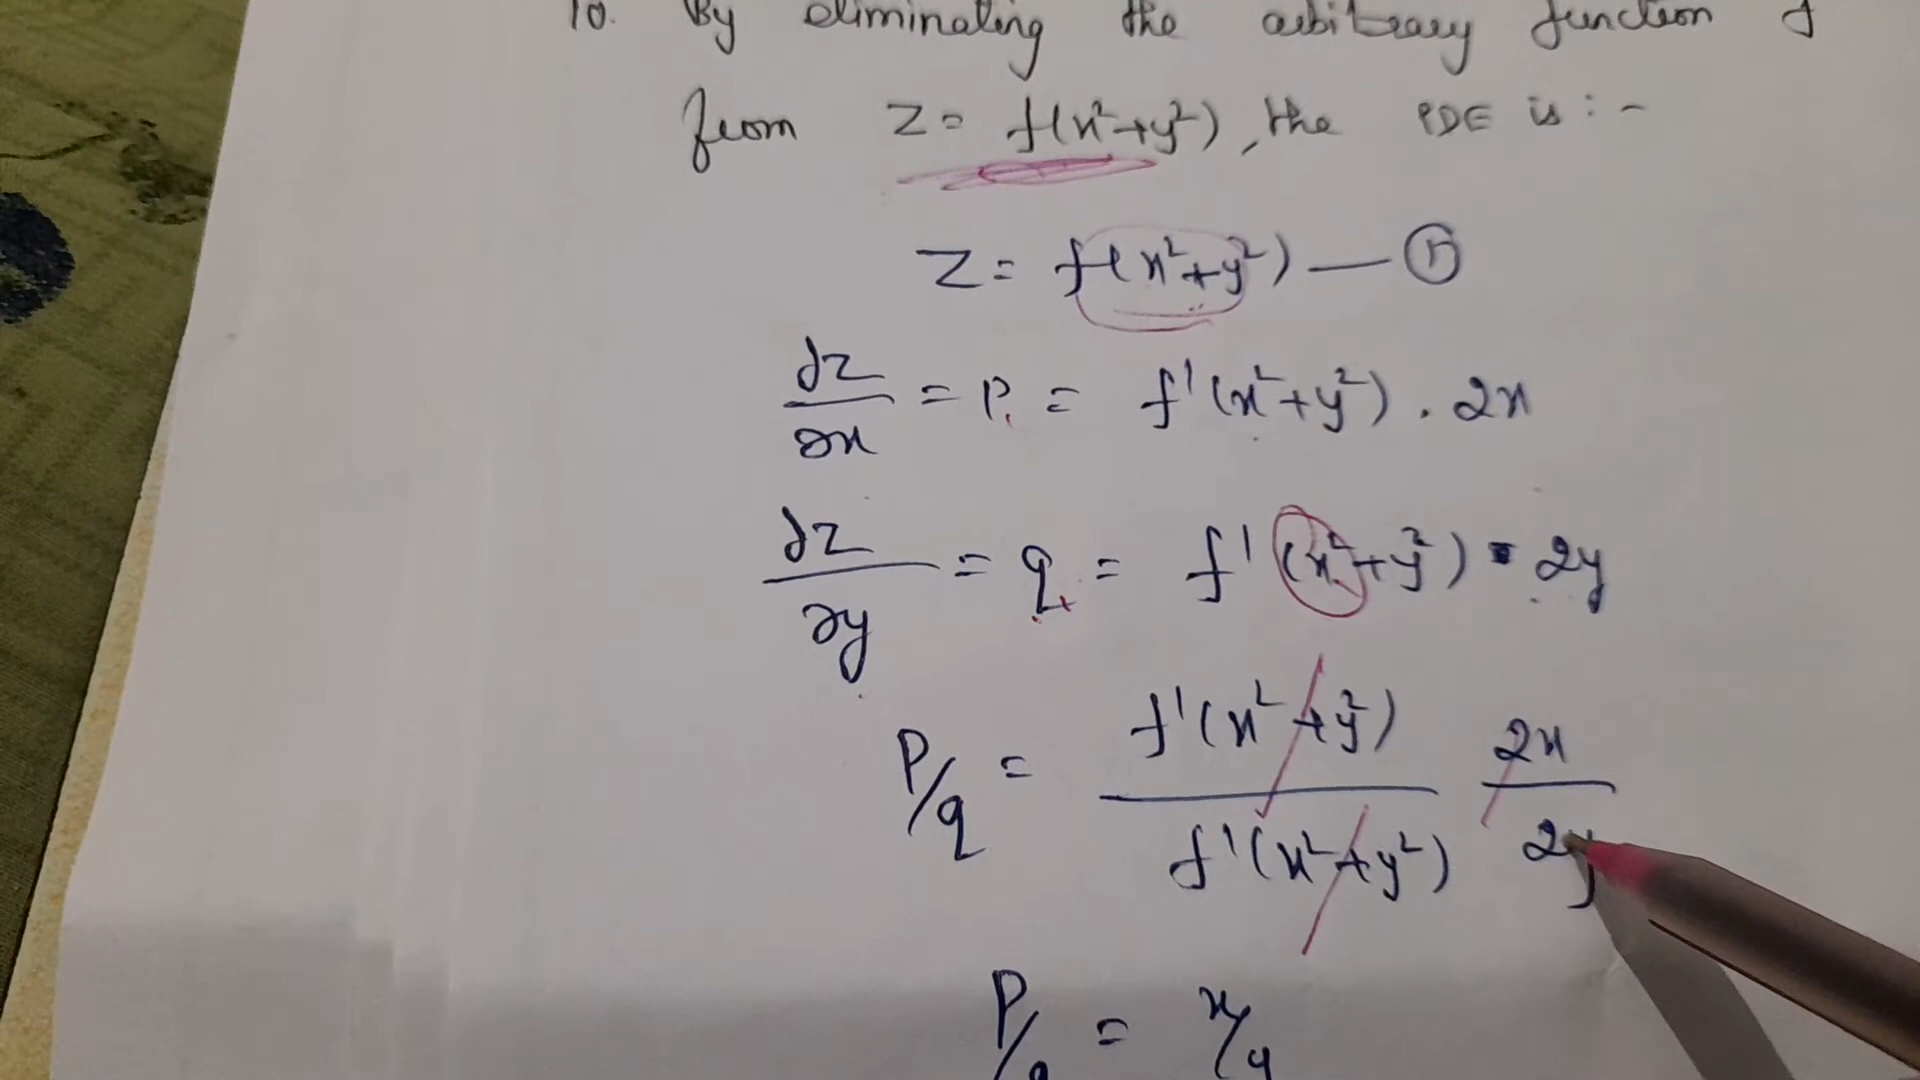 10. By eliminating the arbitrary function f
from Z = f(x²+y²), the PDE is :-
Z = f(x²+y²) — ①
∂z/∂x = P = f'(x²+y²) . 2x
∂z/∂y = q = f'(x²+y²) . 2y
P/q = f'(x²+y²)/f'(x²+y²) 2x/2y
P/q = x/y